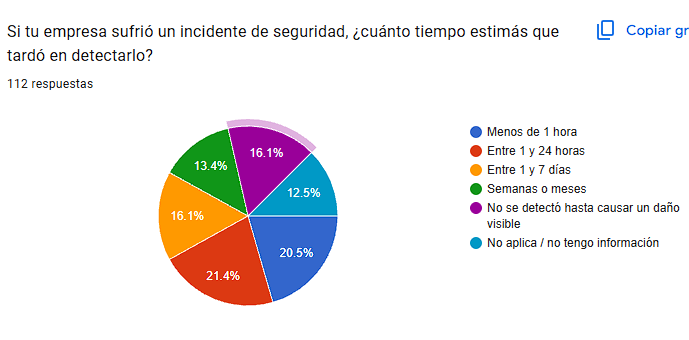 Si tu empresa sufrió un incidente de seguridad, ¿cuánto tiempo estimás que
tardó en detectarlo?
Copiar gr
112 respuestas
16.1%
13.4%
12.5%
16.1%
20.5%
21.4%
Menos de 1 hora
Entre 1 y 24 horas
Entre 1 y 7 días
Semanas o meses
No se detectó hasta causar un daño
visible
No aplica / no tengo información